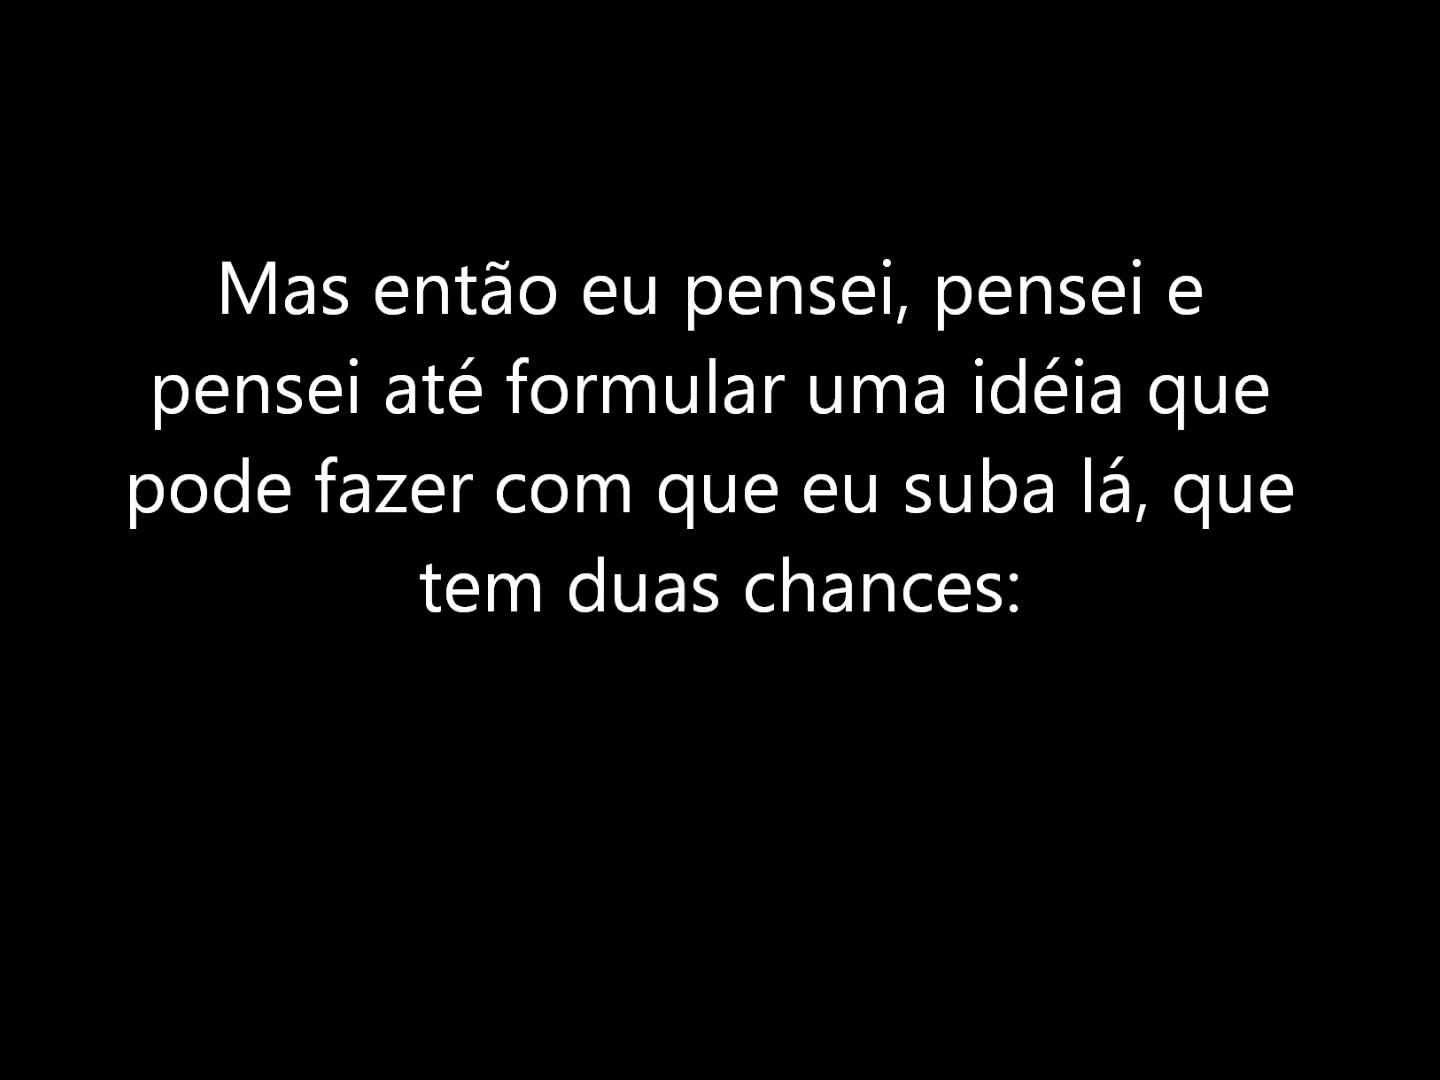 Mas então eu pensei, pensei e
pensei até formular uma idéia que
pode fazer com que eu suba lá, que
tem duas chances: